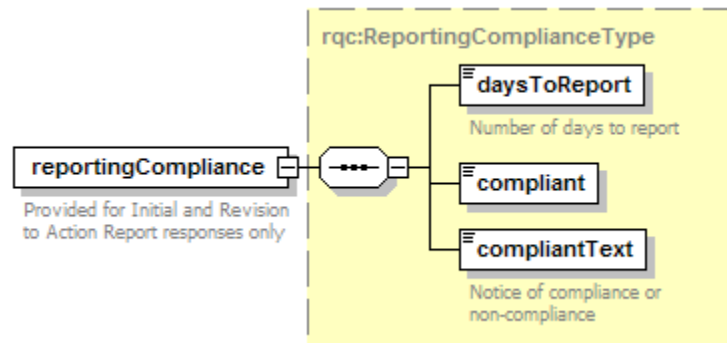 rqc:ReportingComplianceType
daysToReport
Number of days to report
reportingCompliance
Provided for Initial and Revision
to Action Report responses only
compliant
compliantText
Notice of compliance or
non-compliance